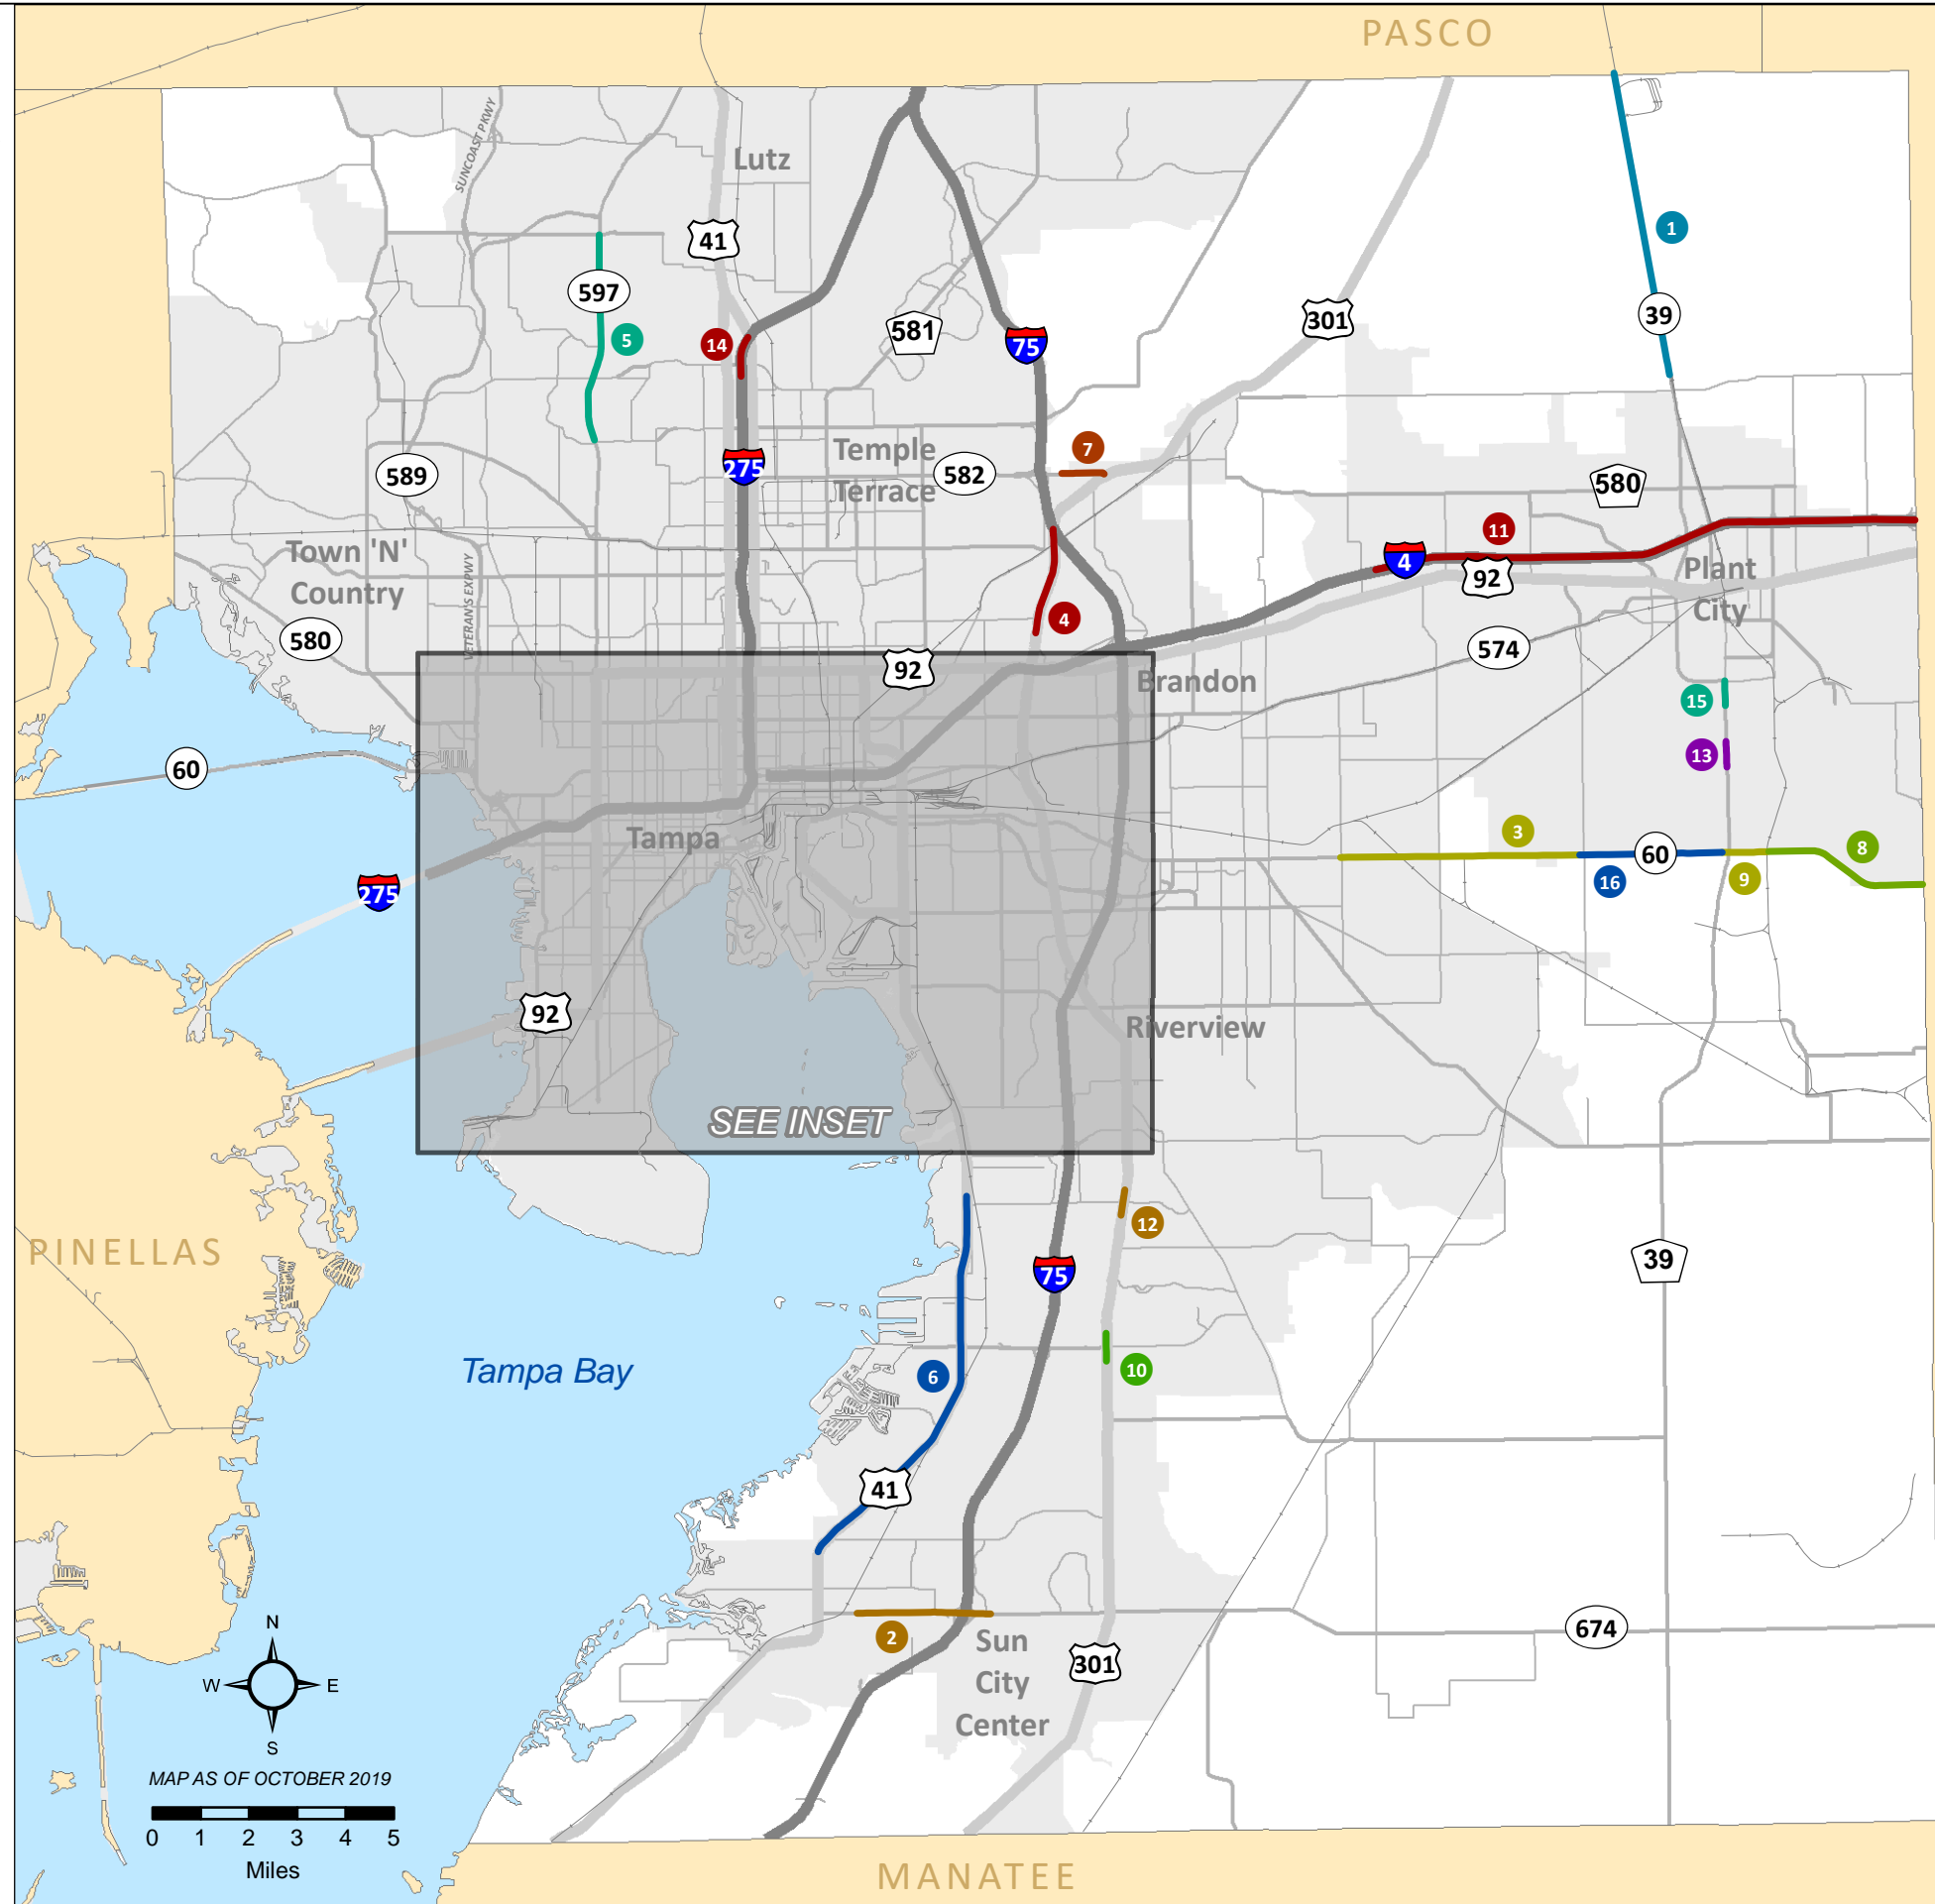 PASCO
SUNCOAST PKWY
Lutz
41
1
597
39
301
581
5
14
75
7
Temple
Terrace
582
275
589
580
11
Town 'N'
Country
4
92
Plant
City
4
580
VETERAN'S EXPWY
574
92
Brandon
15
13
60
Tampa
3
60
8
16
9
275
92
Riverview
SEE INSET
12
PINELLAS
75
39
Tampa Bay
6
10
41
2
Sun
City
Center
674
301
N
W
E
S
MAP AS OF OCTOBER 2019
0 1 2 3 4 5
Miles
MANATEE